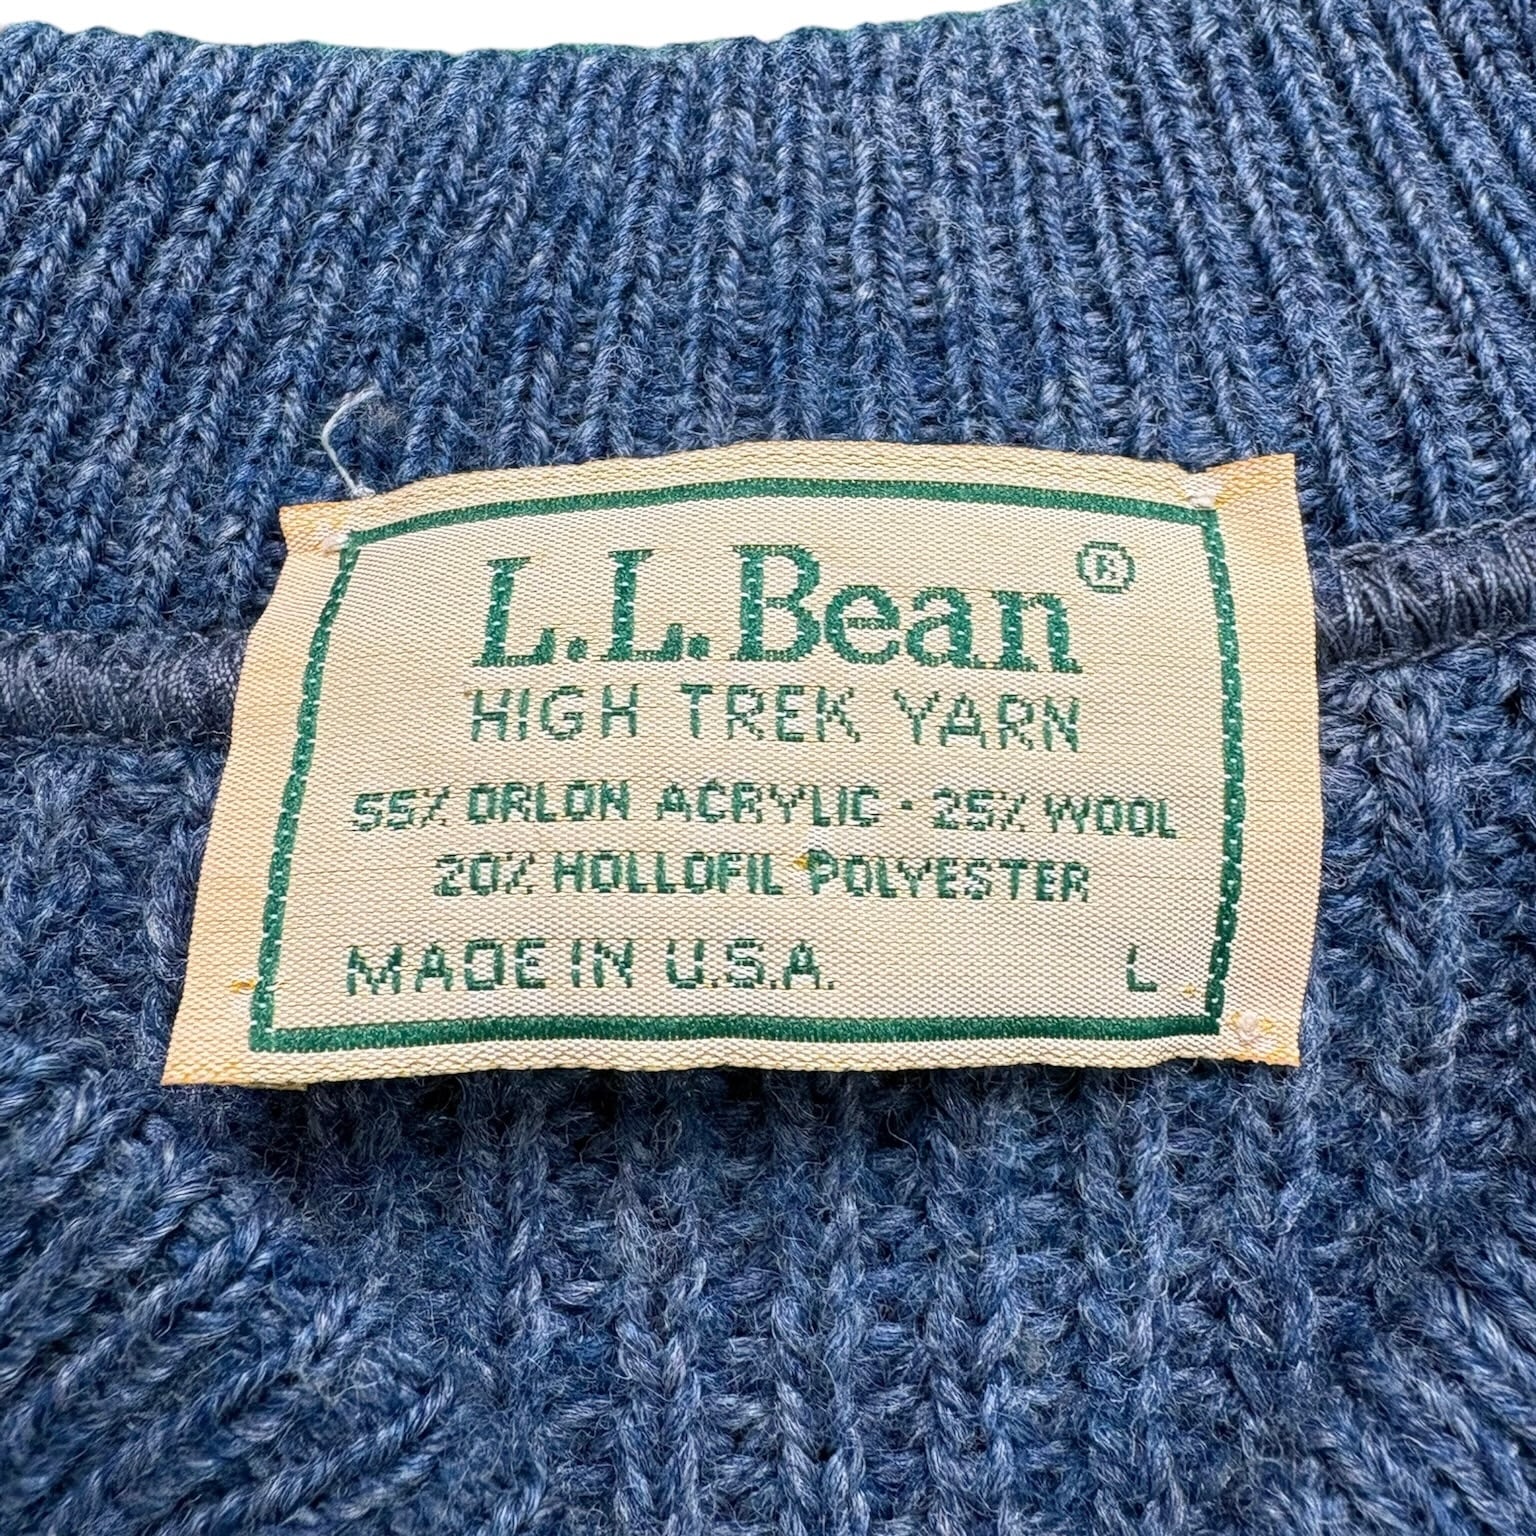 L.L.Bean®
HIGH TREK YARN
55% ORLON ACRYLIC · 25% WOOL
20% HOLLOFIL POLYESTER
MADE IN U.S.A. L